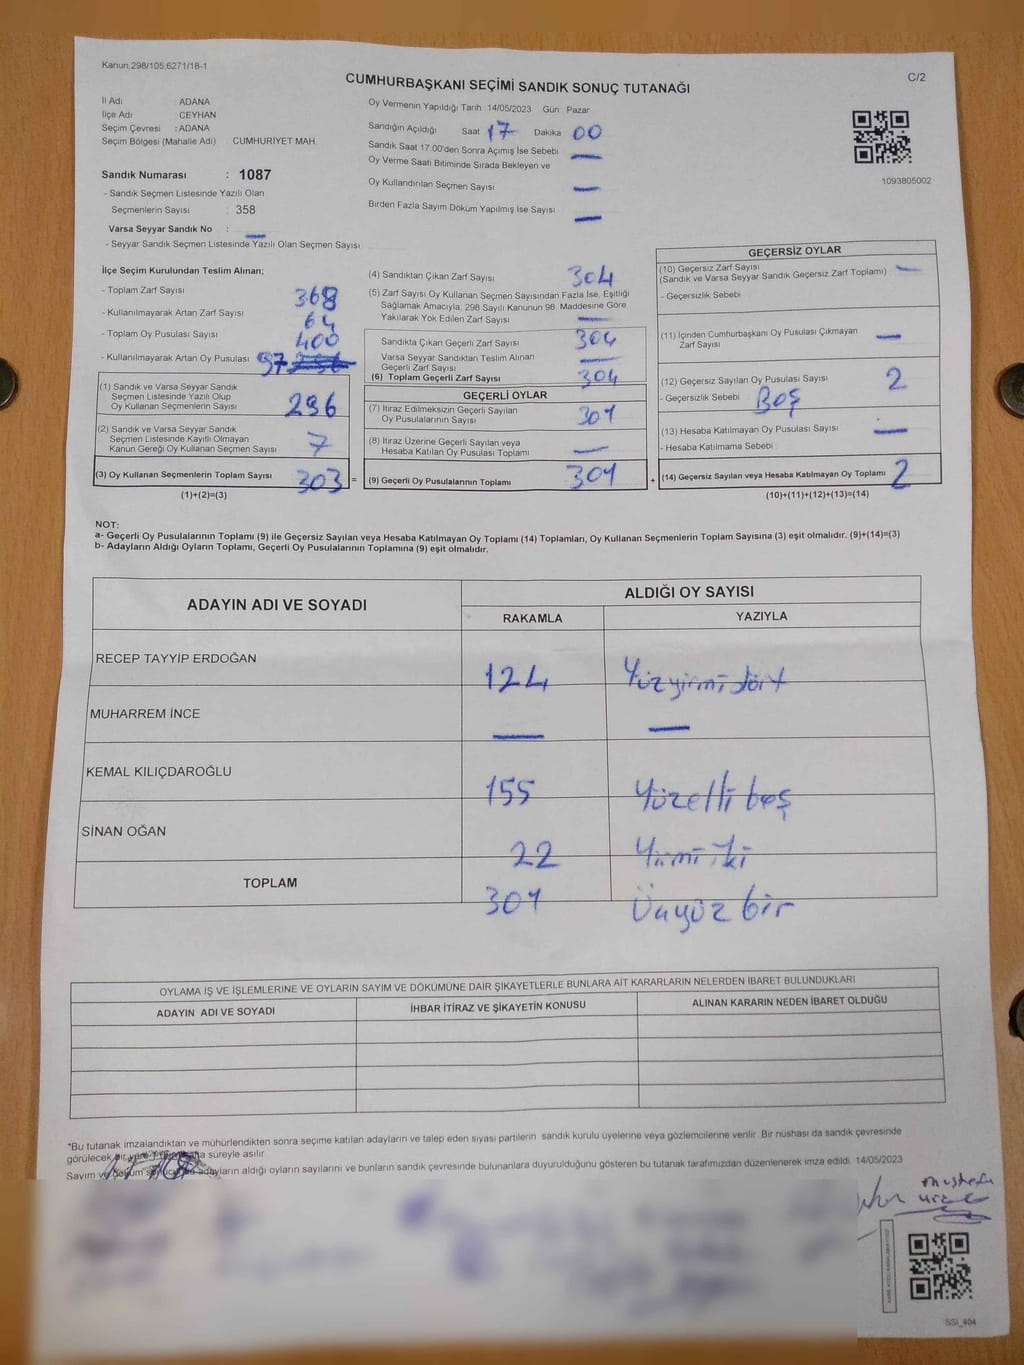 Kanun,298/105,6271/18-1
CUMHURBAŞKANI SEÇİMİ SANDIK SONUÇ TUTANAĞI
C/2
İl Adı ADANA
İlçe Adı CEYHAN
Seçim Çevresi : ADANA
Seçim Bölgesi (Mahalle Adı) CUMHURIYET MAH.
Sandık Numarası : 1087
- Sandık Seçmen Listesinde Yazılı Olan
Seçmenlerin Sayısı : 358
Varsa Seyyar Sandık No : —
- Seyyar Sandık Seçmen Listesinde Yazılı Olan Seçmen Sayısı
Oy Vermenin Yapıldığı Tarih 14/05/2023 Gün : Pazar
Sandığın Açıldığı Saat 17 Dakika 00
Sandık Saat 17:00'den Sonra Açımış İse Sebebi —
Oy Verme Saati Bitiminde Sırada Bekleyen ve
Oy Kullandırılan Seçmen Sayısı —
Birden Fazla Sayım Döküm Yapılmış İse Sayısı —
1093805002
İlçe Seçim Kurulundan Teslim Alınan;
- Toplam Zarf Sayısı 368
- Kullanılmayarak Artan Zarf Sayısı 64
- Toplam Oy Pusulası Sayısı 400
- Kullanılmayarak Artan Oy Pusulası 97
(1) Sandık ve Varsa Seyyar Sandık
Seçmen Listesinde Yazılı Olup
Oy Kullanan Seçmenlerin Sayısı 296
(2) Sandık ve Varsa Seyyar Sandık
Seçmen Listesinde Kayıtlı Olmayan
Kanun Gereği Oy Kullanan Seçmen Sayısı 7
(3) Oy Kullanan Seçmenlerin Toplam Sayısı 303 =
(1)+(2)=(3)
(4) Sandıktan Çıkan Zarf Sayısı 304
(5) Zarf Sayısı Oy Kullanan Seçmen Sayısından Fazla İse, Eşitliği
Sağlamak Amacıyla, 298 Sayılı Kanunun 98. Maddesine Göre
Yakılarak Yok Edilen Zarf Sayısı —
Sandıkta Çıkan Geçerli Zarf Sayısı 304
Varsa Seyyar Sandıktan Teslim Alınan
Geçerli Zarf Sayısı —
(6) Toplam Geçerli Zarf Sayısı 304
GEÇERLİ OYLAR
(7) İtiraz Edilmeksizin Geçerli Sayılan
Oy Pusulalarının Sayısı 301
(8) İtiraz Üzerine Geçerli Sayılan veya
Hesaba Katılan Oy Pusulası Toplamı —
(9) Geçerli Oy Pusulalarının Toplamı 301 +
GEÇERSİZ OYLAR
(10) Geçersiz Zarf Sayısı —
(Sandık ve Varsa Seyyar Sandık Geçersiz Zarf Toplamı)
- Geçersizlik Sebebi
(11) İçinden Cumhurbaşkanı Oy Pusulası Çıkmayan
Zarf Sayısı —
(12) Geçersiz Sayılan Oy Pusulası Sayısı 2
- Geçersizlik Sebebi Boş
(13) Hesaba Katılmayan Oy Pusulası Sayısı —
- Hesaba Katılmama Sebebi
(14) Geçersiz Sayılan veya Hesaba Katılmayan Oy Toplamı 2
(10)+(11)+(12)+(13)=(14)
NOT:
a- Geçerli Oy Pusulalarının Toplamı (9) ile Geçersiz Sayılan veya Hesaba Katılmayan Oy Toplamı (14) Toplamları, Oy Kullanan Seçmenlerin Toplam Sayısına (3) eşit olmalıdır. (9)+(14)=(3)
b- Adayların Aldığı Oyların Toplamı, Geçerli Oy Pusulalarının Toplamına (9) eşit olmalıdır.
ADAYIN ADI VE SOYADI ALDIĞI OY SAYISI
RAKAMLA YAZIYLA
RECEP TAYYIP ERDOĞAN 124 Yüzyirmi dört
MUHARREM İNCE — —
KEMAL KILIÇDAROĞLU 155 Yüzelli beş
SİNAN OĞAN 22 Yirmi iki
TOPLAM 301 Üçyüz bir
OYLAMA İŞ VE İŞLEMLERINE VE OYLARIN SAYIM VE DÖKÜMÜNE DAİR ŞİKAYETLERLE BUNLARA AİT KARARLARIN NELERDEN IBARET BULUNDUKLARI
ADAYIN ADI VE SOYADI İHBAR İTİRAZ VE ŞİKAYETİN KONUSU ALINAN KARARIN NEDEN İBARET OLDUĞU
*Bu tutanak imzalandıktan ve mühürlendikten sonra seçime katılan adayların ve talep eden siyasi partilerin sandık kurulu üyelerine veya gözlemcilerine verilir. Bir nüshası da sandık çevresinde
görülecek bir yere süreyle asılır.
Sayım ve adayların aldığı oyların sayılarını ve bunların sandık çevresinde bulunanlara duyurulduğunu gösteren bu tutanak tarafımızdan düzenlenerek imza edildi. 14/05/2023
mustafa
SSI_404